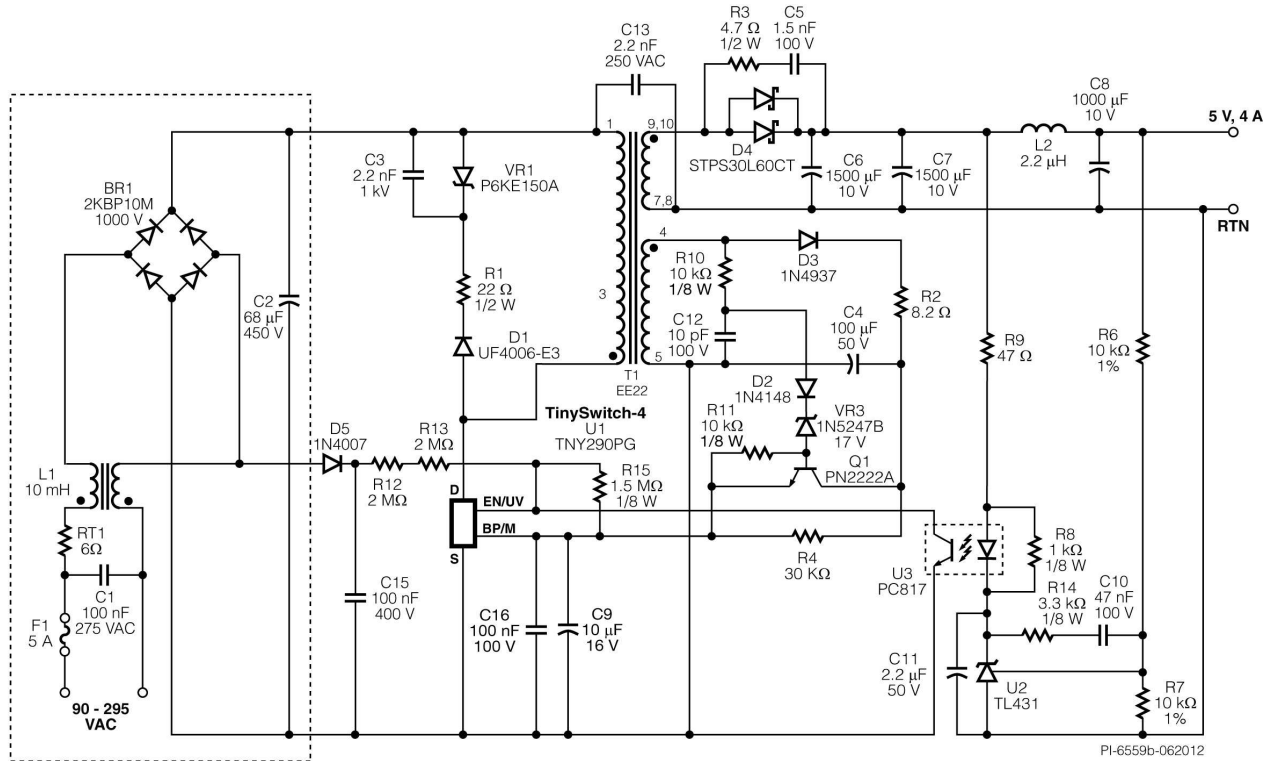 C13
2.2 nF
250 VAC
R3
4.7 Ω
1/2 W
C5
1.5 nF
100 V
C8
1000 μF
10 V
5 V, 4 A
1
9,10
D4
STPS30L60CT
C6
1500 μF
10 V
C7
1500 μF
10 V
L2
2.2 μH
7,8
RTN
BR1
2KBP10M
1000 V
C3
2.2 nF
1 kV
VR1
P6KE150A
C2
68 μF
450 V
R1
22 Ω
1/2 W
D1
UF4006-E3
3
4
5
T1
EE22
R10
10 kΩ
1/8 W
D3
1N4937
R2
8.2 Ω
C12
10 pF
100 V
C4
100 μF
50 V
R9
47 Ω
R6
10 kΩ
1%
D2
1N4148
VR3
1N5247B
17 V
R11
10 kΩ
1/8 W
Q1
PN2222A
TinySwitch-4
U1
TNY290PG
D5
1N4007
R12
2 MΩ
R13
2 MΩ
R15
1.5 MΩ
1/8 W
D
EN/UV
BP/M
S
L1
10 mH
RT1
6Ω
C1
100 nF
275 VAC
F1
5 A
90 - 295
VAC
C15
100 nF
400 V
C16
100 nF
100 V
C9
10 μF
16 V
R4
30 KΩ
U3
PC817
R8
1 kΩ
1/8 W
R14
3.3 kΩ
1/8 W
C10
47 nF
100 V
C11
2.2 μF
50 V
U2
TL431
R7
10 kΩ
1%
PI-6559b-062012